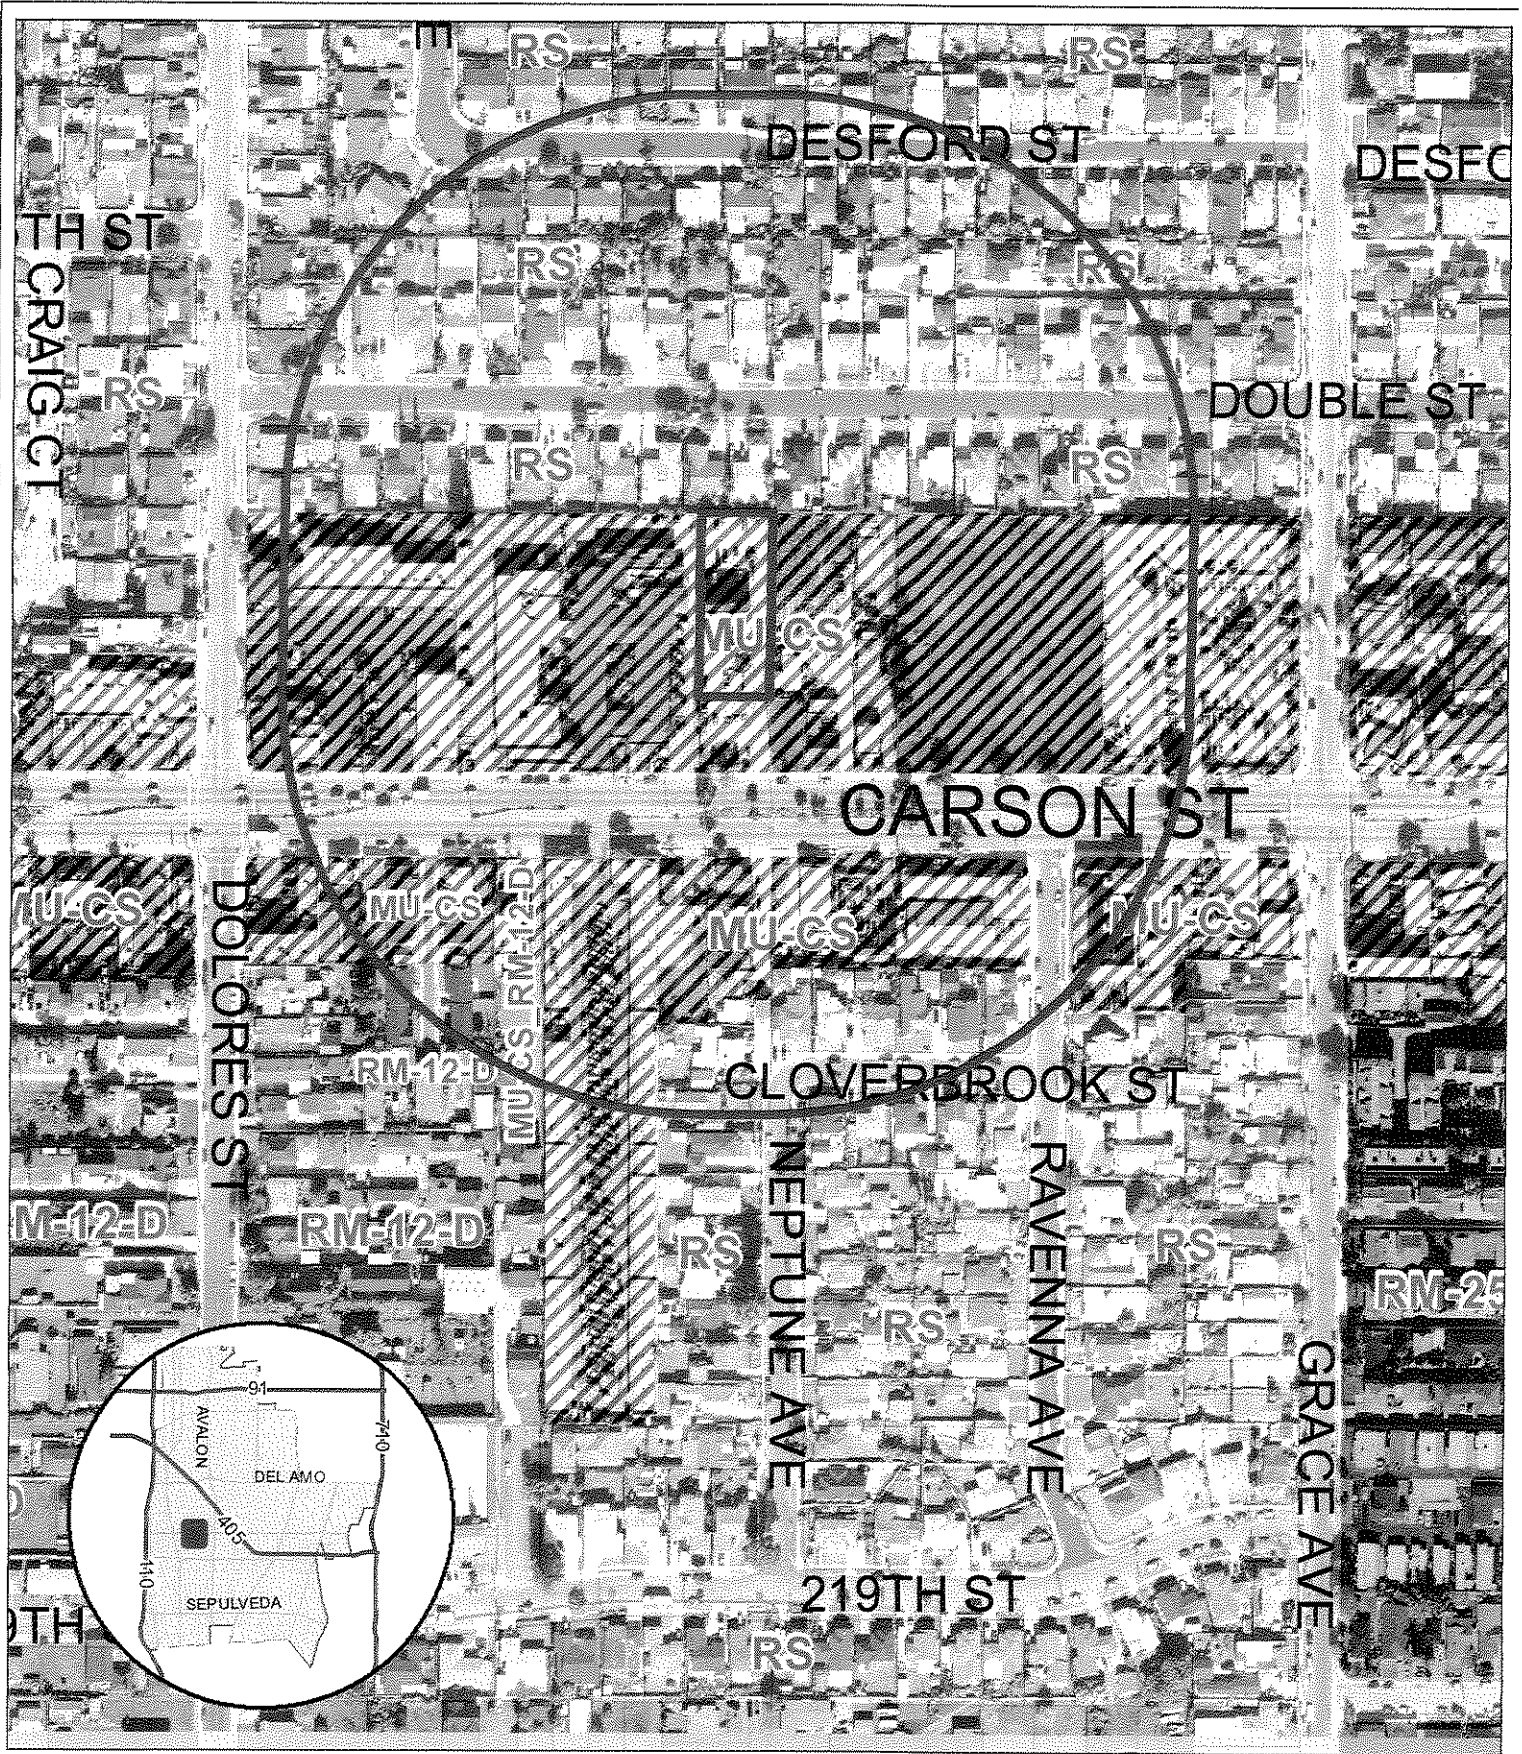 E
RS
RS
DESFORD ST
DESFO
TH ST
RS
RS
CRAIG CT
RS
DOUBLE ST
RS
RS
MU-CS
CARSON ST
MU-CS
DOLORES ST
MU-CS
MU-CS_RM-12-D
MU-CS
MU-CS
RM-12-D
CLOVERBROOK ST
M-12-D
RM-12-D
RS
NEPTUNE AVE
RAVENNA AVE
RS
RM-25
RS
GRACE AVE
91
AVALON
710
DEL AMO
405
110
SEPULVEDA
219TH ST
9TH
RS